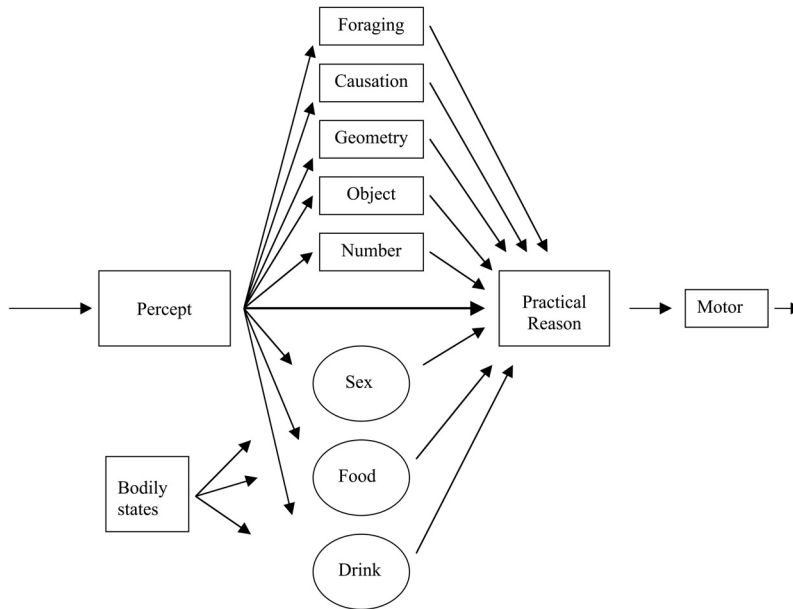 Foraging
Causation
Geometry
Object
Number
Percept
Practical
Reason
Motor
Sex
Food
Bodily
states
Drink